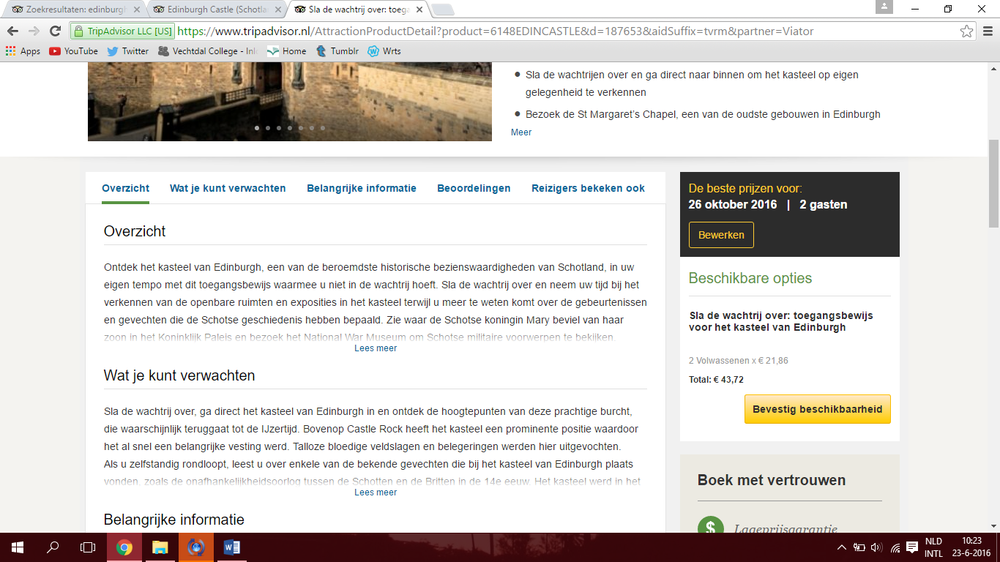 Zoekresultaten: edinburgh
Edinburgh Castle (Schotla
Sla de wachtrij over: toega
TripAdvisor LLC [US]
https://www.tripadvisor.nl/AttractionProductDetail?product=6148EDINCASTLE&d=187653&aidSuffix=tvrm&partner=Viator
Apps YouTube Twitter Vechtdal College - Inl Home Tumblr Wrts
Sla de wachtrijen over en ga direct naar binnen om het kasteel op eigen
gelegenheid te verkennen
Bezoek de St Margaret's Chapel, een van de oudste gebouwen in Edinburgh
Meer
Overzicht Wat je kunt verwachten Belangrijke informatie Beoordelingen Reizigers bekeken ook
Overzicht
Ontdek het kasteel van Edinburgh, een van de beroemdste historische bezienswaardigheden van Schotland, in uw
eigen tempo met dit toegangsbewijs waarmee u niet in de wachtrij hoeft. Sla de wachtrij over en neem uw tijd bij het
verkennen van de openbare ruimten en exposities in het kasteel terwijl u meer te weten komt over de gebeurtenissen
en gevechten die de Schotse geschiedenis hebben bepaald. Zie waar de Schotse koningin Mary beviel van haar
zoon in het Koninklijk Paleis en bezoek het National War Museum om Schotse militaire voorwerpen te bekijken.
Lees meer
Wat je kunt verwachten
Sla de wachtrij over, ga direct het kasteel van Edinburgh in en ontdek de hoogtepunten van deze prachtige burcht,
die waarschijnlijk teruggaat tot de IJzertijd. Bovenop Castle Rock heeft het kasteel een prominente positie waardoor
het al snel een belangrijke vesting werd. Talloze bloedige veldslagen en belegeringen werden hier uitgevochten.
Als u zelfstandig rondloopt, leest u over enkele van de bekende gevechten die bij het kasteel van Edinburgh plaats
vonden, zoals de onafhankelijkheidsoorlog tussen de Schotten en de Britten in de 14e eeuw. Het kasteel werd in het
Lees meer
Belangrijke informatie
De beste prijzen voor:
26 oktober 2016 | 2 gasten
Bewerken
Beschikbare opties
Sla de wachtrij over: toegangsbewijs
voor het kasteel van Edinburgh
2 Volwassenen x € 21,86
Total: € 43,72
Bevestig beschikbaarheid
Boek met vertrouwen
$ Lageprijsgarantie
NLD
INTL
10:23
23-6-2016